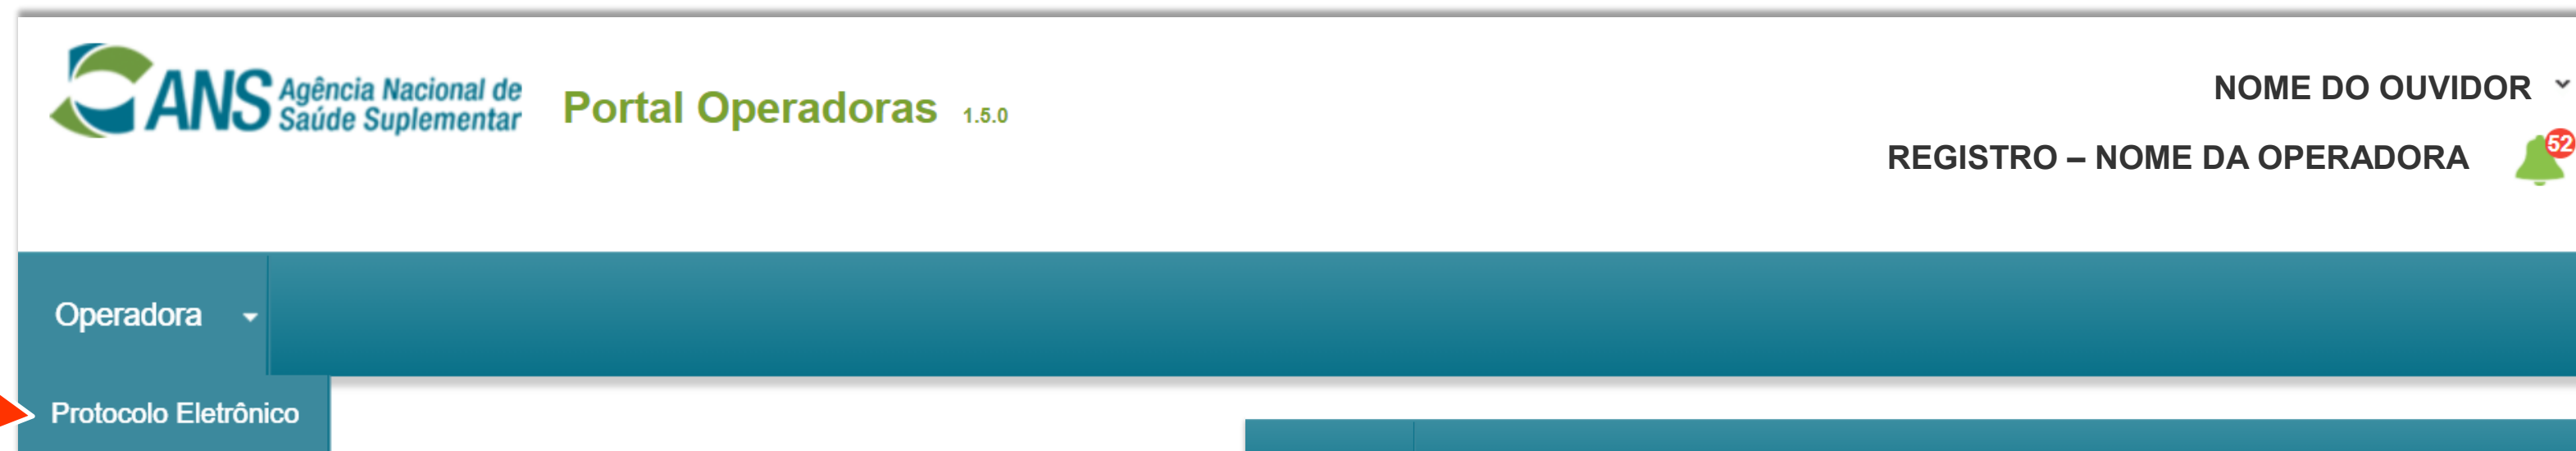 ANS Agência Nacional de
Saúde Suplementar
Portal Operadoras 1.5.0
NOME DO OUVIDOR
REGISTRO – NOME DA OPERADORA
52
Operadora
Protocolo Eletrônico